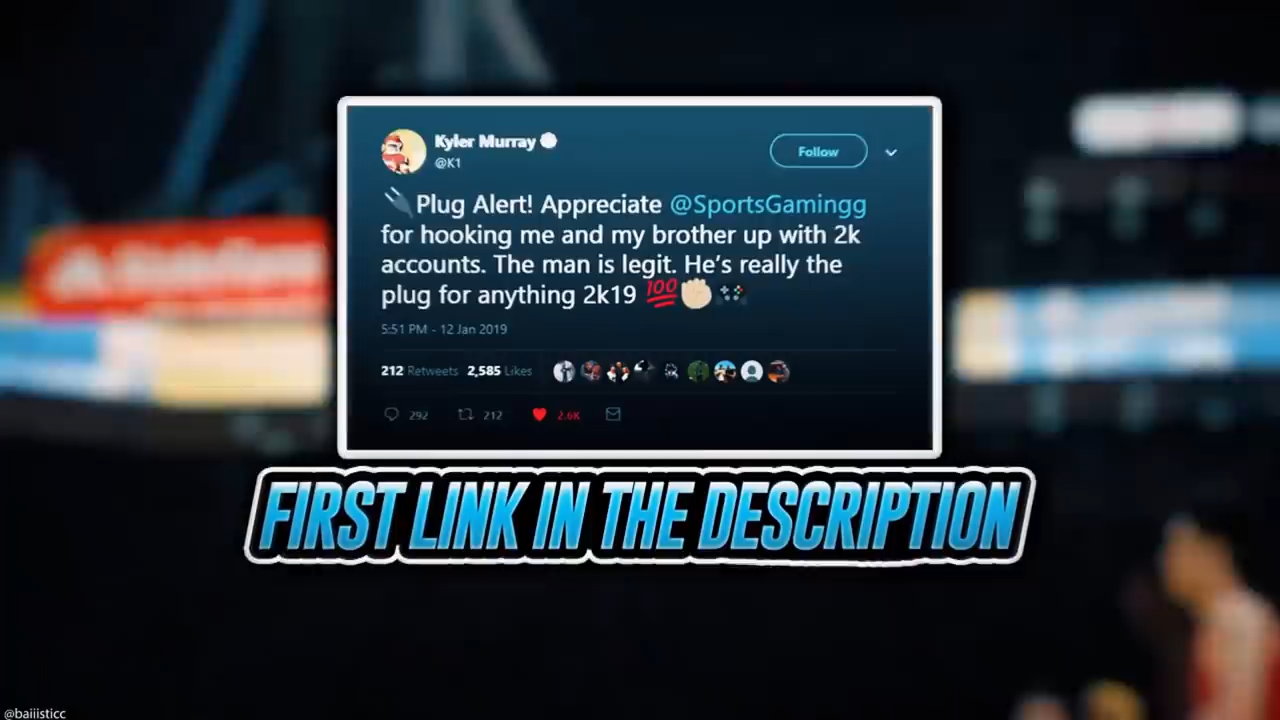 Kyler Murray
@K1
Follow
Plug Alert! Appreciate @SportsGamingg
for hooking me and my brother up with 2k
accounts. The man is legit. He’s really the
plug for anything 2k19 💯✊🏼🎮
5:51 PM - 12 Jan 2019
212 Retweets 2,585 Likes
292 212 2.6K
FIRST LINK IN THE DESCRIPTION
@baiiisticc